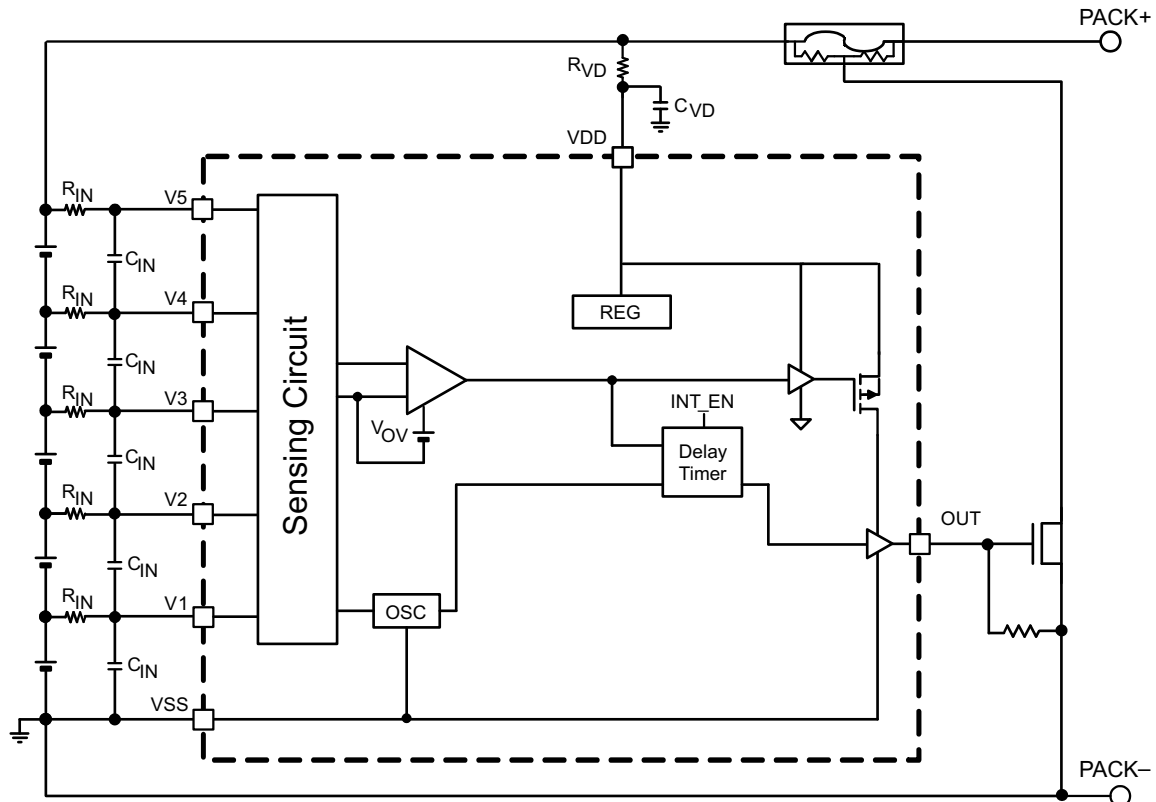 PACK+
RVD
CVD
VDD
RIN
V5
CIN
RIN
V4
REG
CIN
RIN
V3
Sensing Circuit
INT_EN
VOV
Delay
Timer
CIN
RIN
V2
OUT
CIN
RIN
V1
OSC
CIN
VSS
PACK–